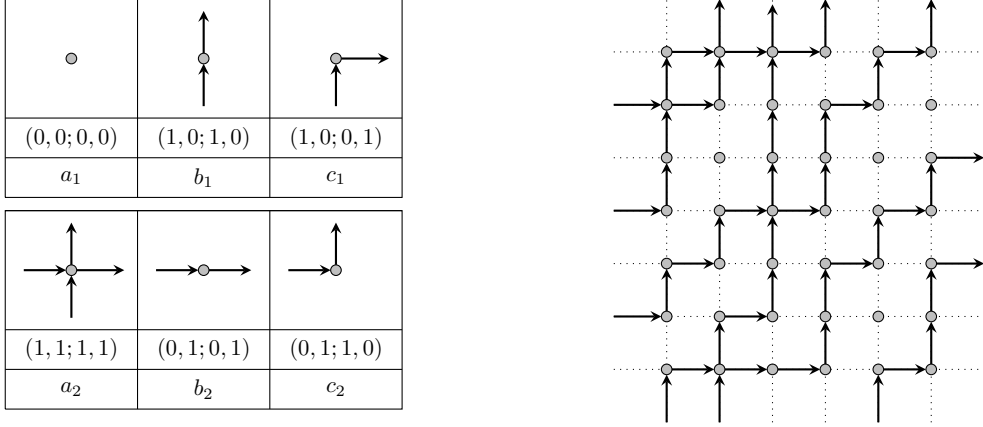 (0, 0; 0, 0) (1, 0; 1, 0) (1, 0; 0, 1)
a₁ b₁ c₁
(1, 1; 1, 1) (0, 1; 0, 1) (0, 1; 1, 0)
a₂ b₂ c₂